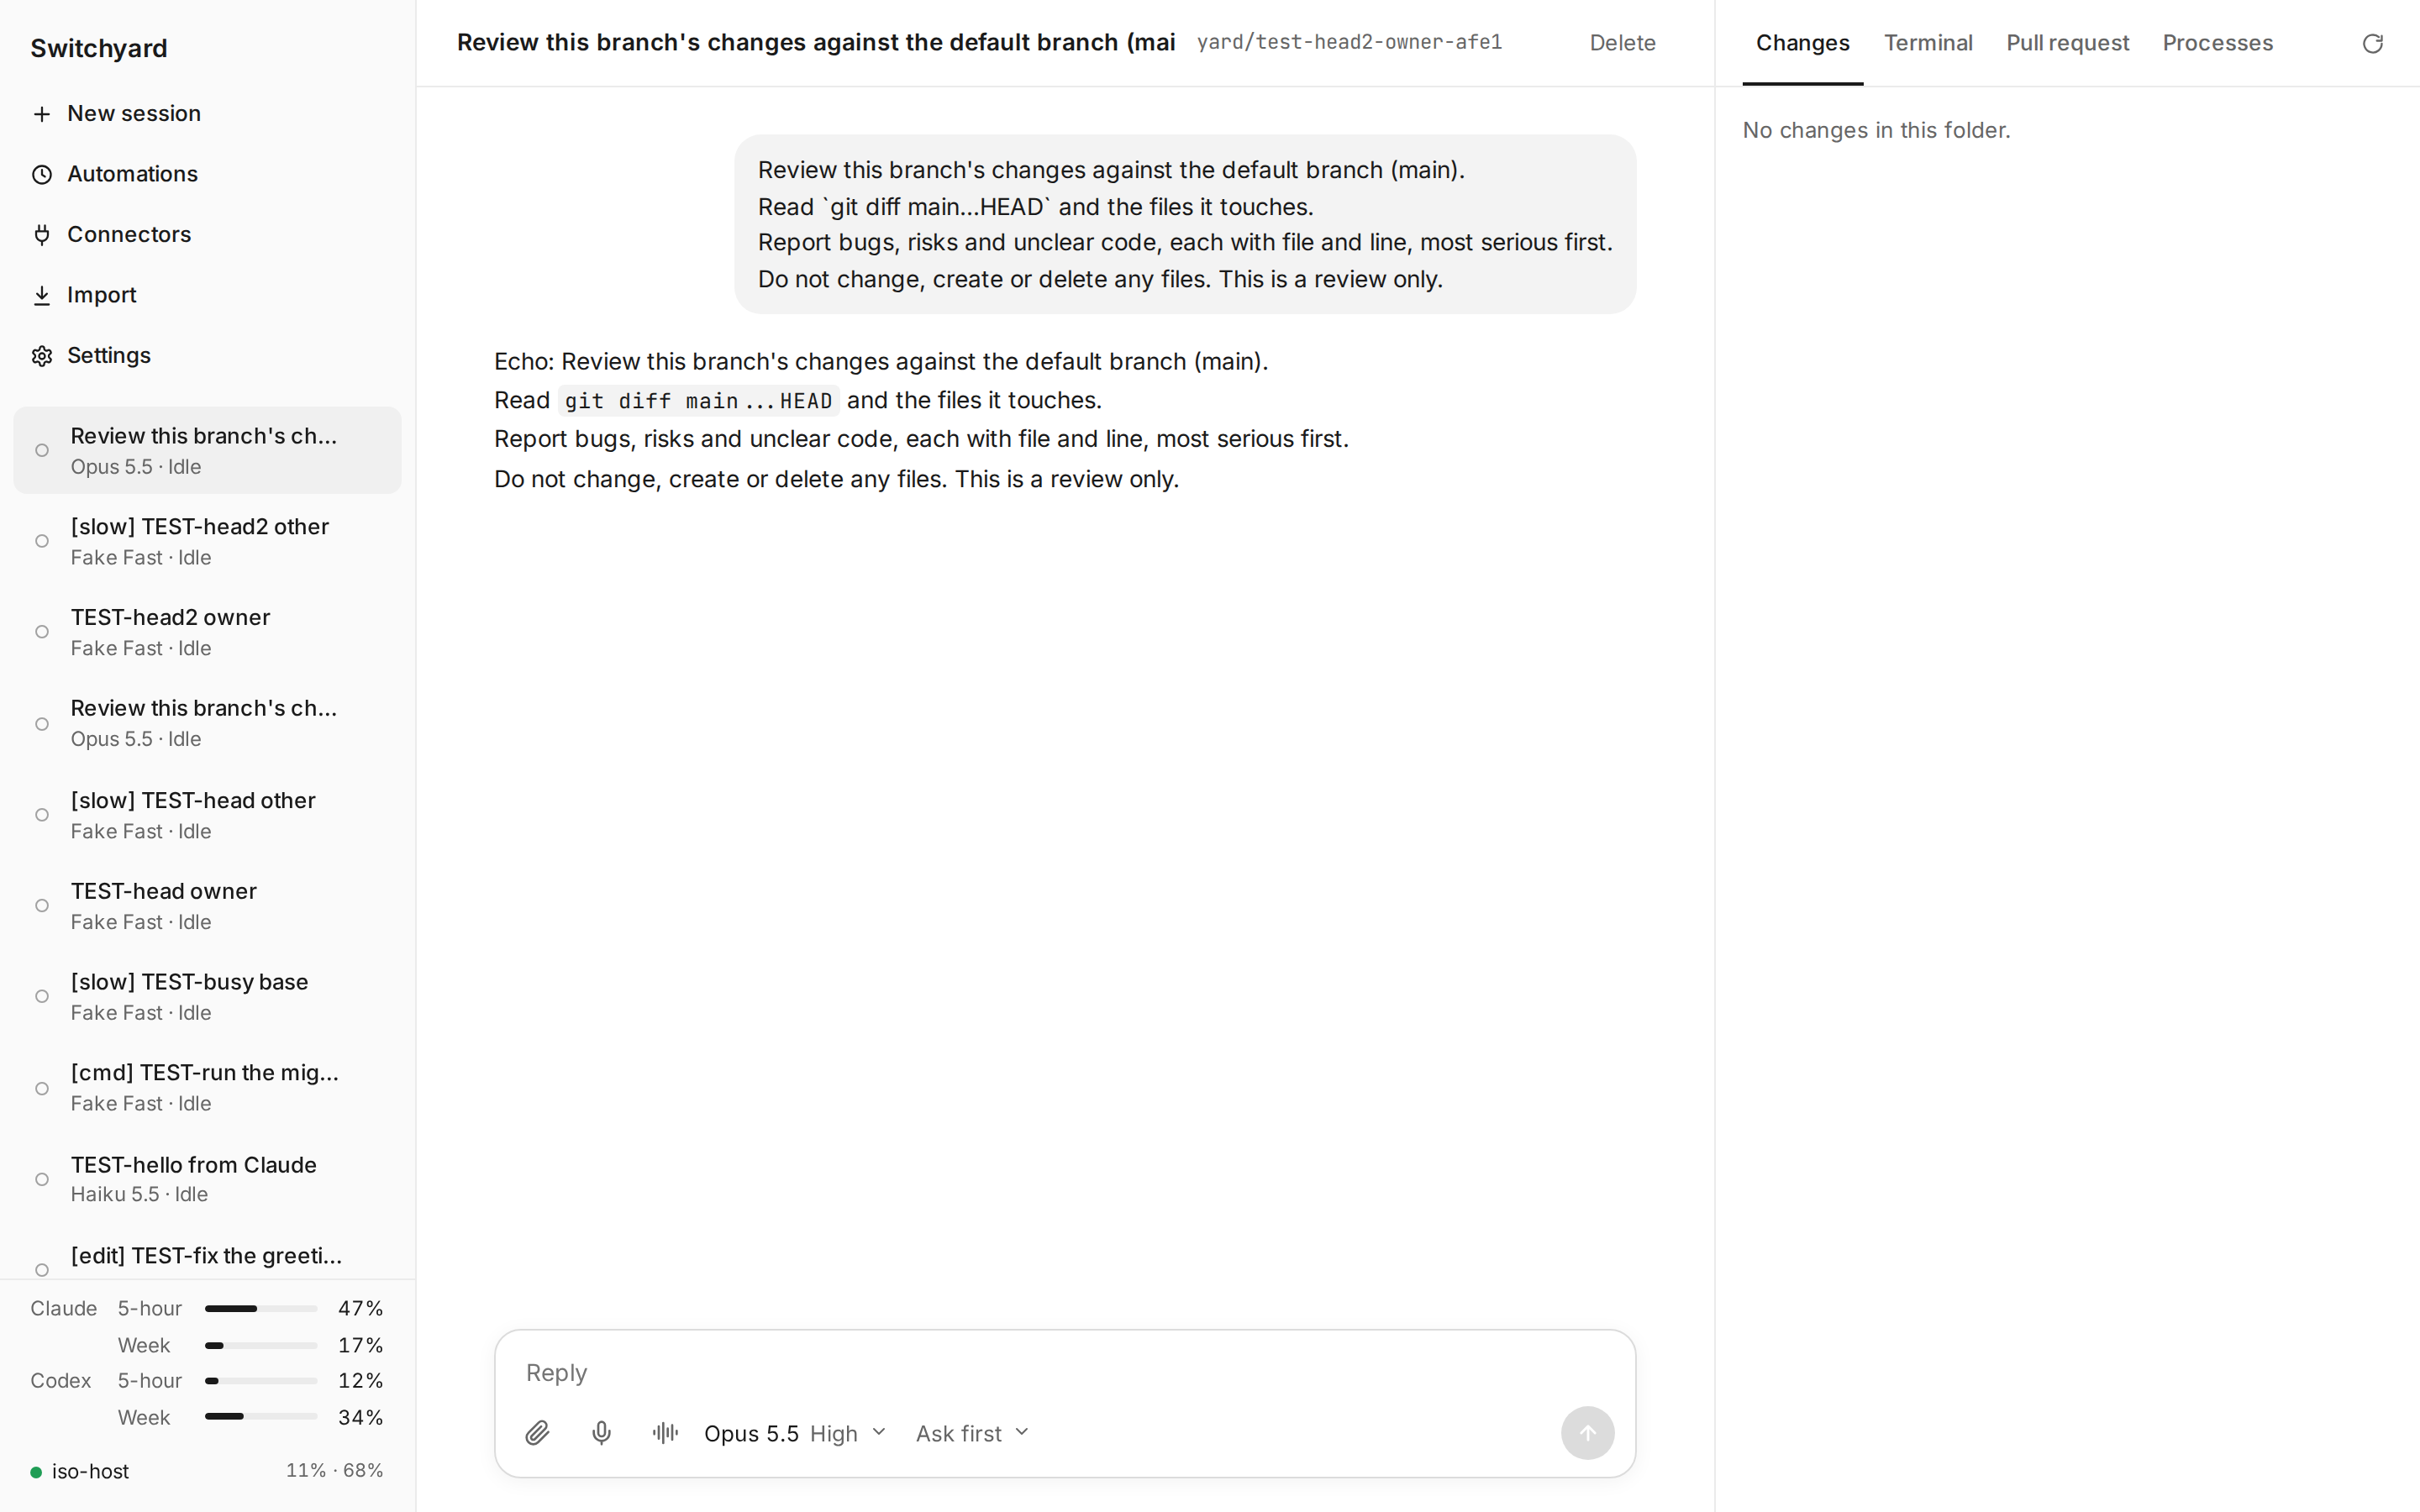 Switchyard
New session
Automations
Connectors
Import
Settings
Review this branch's ch...
Opus 5.5 · Idle
[slow] TEST-head2 other
Fake Fast · Idle
TEST-head2 owner
Fake Fast · Idle
Review this branch's ch...
Opus 5.5 · Idle
[slow] TEST-head other
Fake Fast · Idle
TEST-head owner
Fake Fast · Idle
[slow] TEST-busy base
Fake Fast · Idle
[cmd] TEST-run the mig...
Fake Fast · Idle
TEST-hello from Claude
Haiku 5.5 · Idle
[edit] TEST-fix the greeti...
Claude 5-hour 47%
Week 17%
Codex 5-hour 12%
Week 34%
iso-host 11% · 68%
Review this branch's changes against the default branch (mai yard/test-head2-owner-afe1 Delete
Review this branch's changes against the default branch (main).
Read `git diff main...HEAD` and the files it touches.
Report bugs, risks and unclear code, each with file and line, most serious first.
Do not change, create or delete any files. This is a review only.
Echo: Review this branch's changes against the default branch (main).
Read git diff main...HEAD and the files it touches.
Report bugs, risks and unclear code, each with file and line, most serious first.
Do not change, create or delete any files. This is a review only.
Reply
Opus 5.5 High Ask first
Changes Terminal Pull request Processes
No changes in this folder.